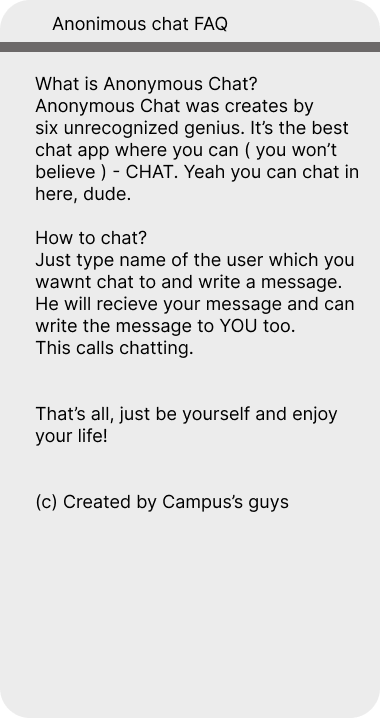 Anonimous chat FAQ
What is Anonymous Chat?
Anonymous Chat was creates by
six unrecognized genius. It’s the best
chat app where you can ( you won’t
believe ) - CHAT. Yeah you can chat in
here, dude.
How to chat?
Just type name of the user which you
wawnt chat to and write a message.
He will recieve your message and can
write the message to YOU too.
This calls chatting.
That’s all, just be yourself and enjoy
your life!
(c) Created by Campus’s guys